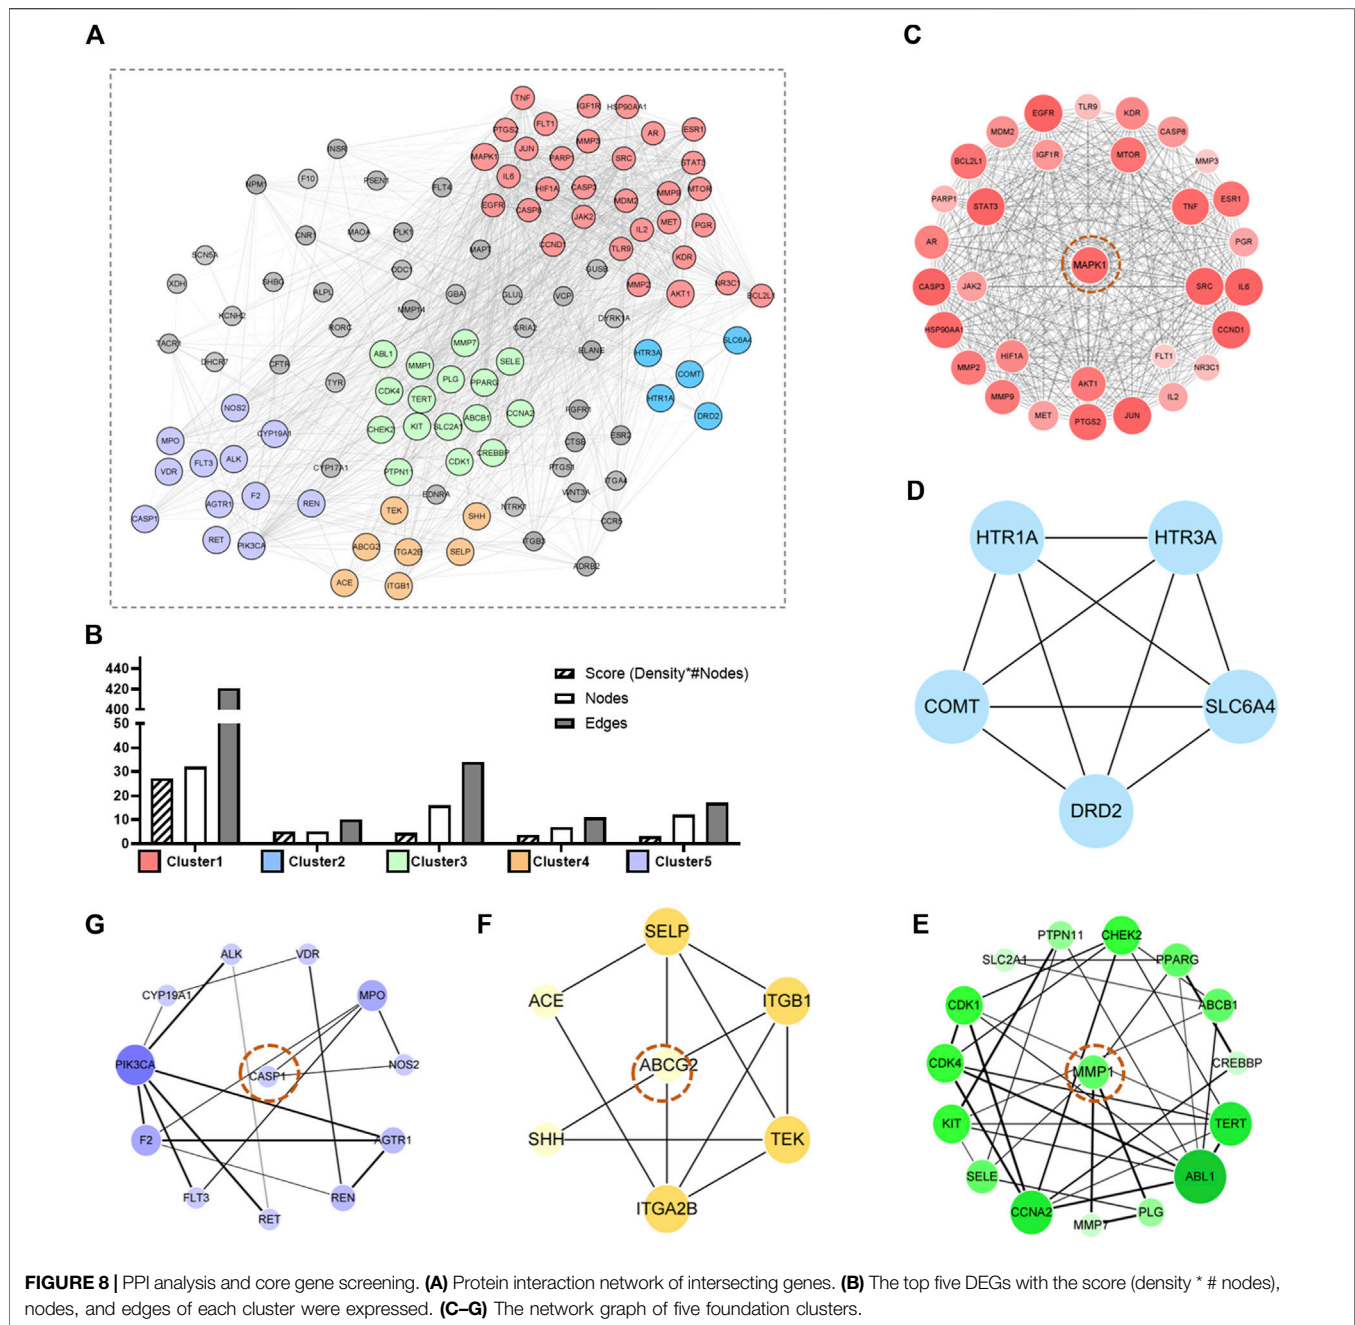 A
TNF
IGF1R
HSP90AA1
PTGS2
FLT1
MMP3
AR
ESR1
INSR
MAPK1
JUN
PARP1
SRC
STAT3
NPM1
F10
PSEN1
FLT4
IL6
HIF1A
CASP3
MDM2
MMP9
MTOR
EGFR
CASP8
JAK2
IL2
MET
PGR
CNR1
MAOA
PLK1
MAPT
CCND1
TLR9
KDR
SCN5A
ODC1
GUSB
XDH
SHBG
ALPL
GBA
GLUL
VCP
MMP2
AKT1
NR3C1
BCL2L1
KCNH2
RORC
MMP14
GRIA2
DYRK1A
TACR1
DHCR7
CFTR
TYR
ABL1
MMP7
MMP1
SELE
ELANE
HTR3A
SLC6A4
CDK4
PLG
PPARG
TERT
COMT
HTR1A
DRD2
NOS2
CHEK2
KIT
SLC2A1
ABCB1
CCNA2
FGFR1
MPO
CYP19A1
CTSB
ESR2
VDR
FLT3
ALK
CYP17A1
PTPN11
CDK1
CREBBP
PTGS1
WNT3A
ITGA4
CASP1
AGTR1
F2
REN
EDNRA
NTRK1
CCR5
RET
PIK3CA
TEK
SHH
ABCG2
ITGA2B
SELP
ITGB3
ADRB2
ACE
ITGB1
C
EGFR
TLR9
KDR
MDM2
CASP8
IGF1R
MTOR
BCL2L1
MMP3
PARP1
STAT3
TNF
ESR1
AR
PGR
MAPK1
CASP3
JAK2
SRC
IL6
HSP90AA1
CCND1
MMP2
HIF1A
FLT1
NR3C1
MMP9
AKT1
IL2
MET
PTGS2
JUN
D
HTR1A
HTR3A
COMT
SLC6A4
DRD2
B
440
420
400
50
40
30
20
10
0
Score (Density*#Nodes)
Nodes
Edges
Cluster1
Cluster2
Cluster3
Cluster4
Cluster5
G
ALK
VDR
CYP19A1
MPO
PIK3CA
CASP1
NOS2
F2
AGTR1
FLT3
RET
REN
F
SELP
ACE
ITGB1
ABCG2
SHH
TEK
ITGA2B
E
PTPN11
CHEK2
SLC2A1
PPARG
CDK1
ABCB1
CDK4
MMP1
CREBBP
KIT
TERT
SELE
ABL1
CCNA2
MMP7
PLG
FIGURE 8 | PPI analysis and core gene screening. (A) Protein interaction network of intersecting genes. (B) The top five DEGs with the score (density * # nodes),
nodes, and edges of each cluster were expressed. (C–G) The network graph of five foundation clusters.